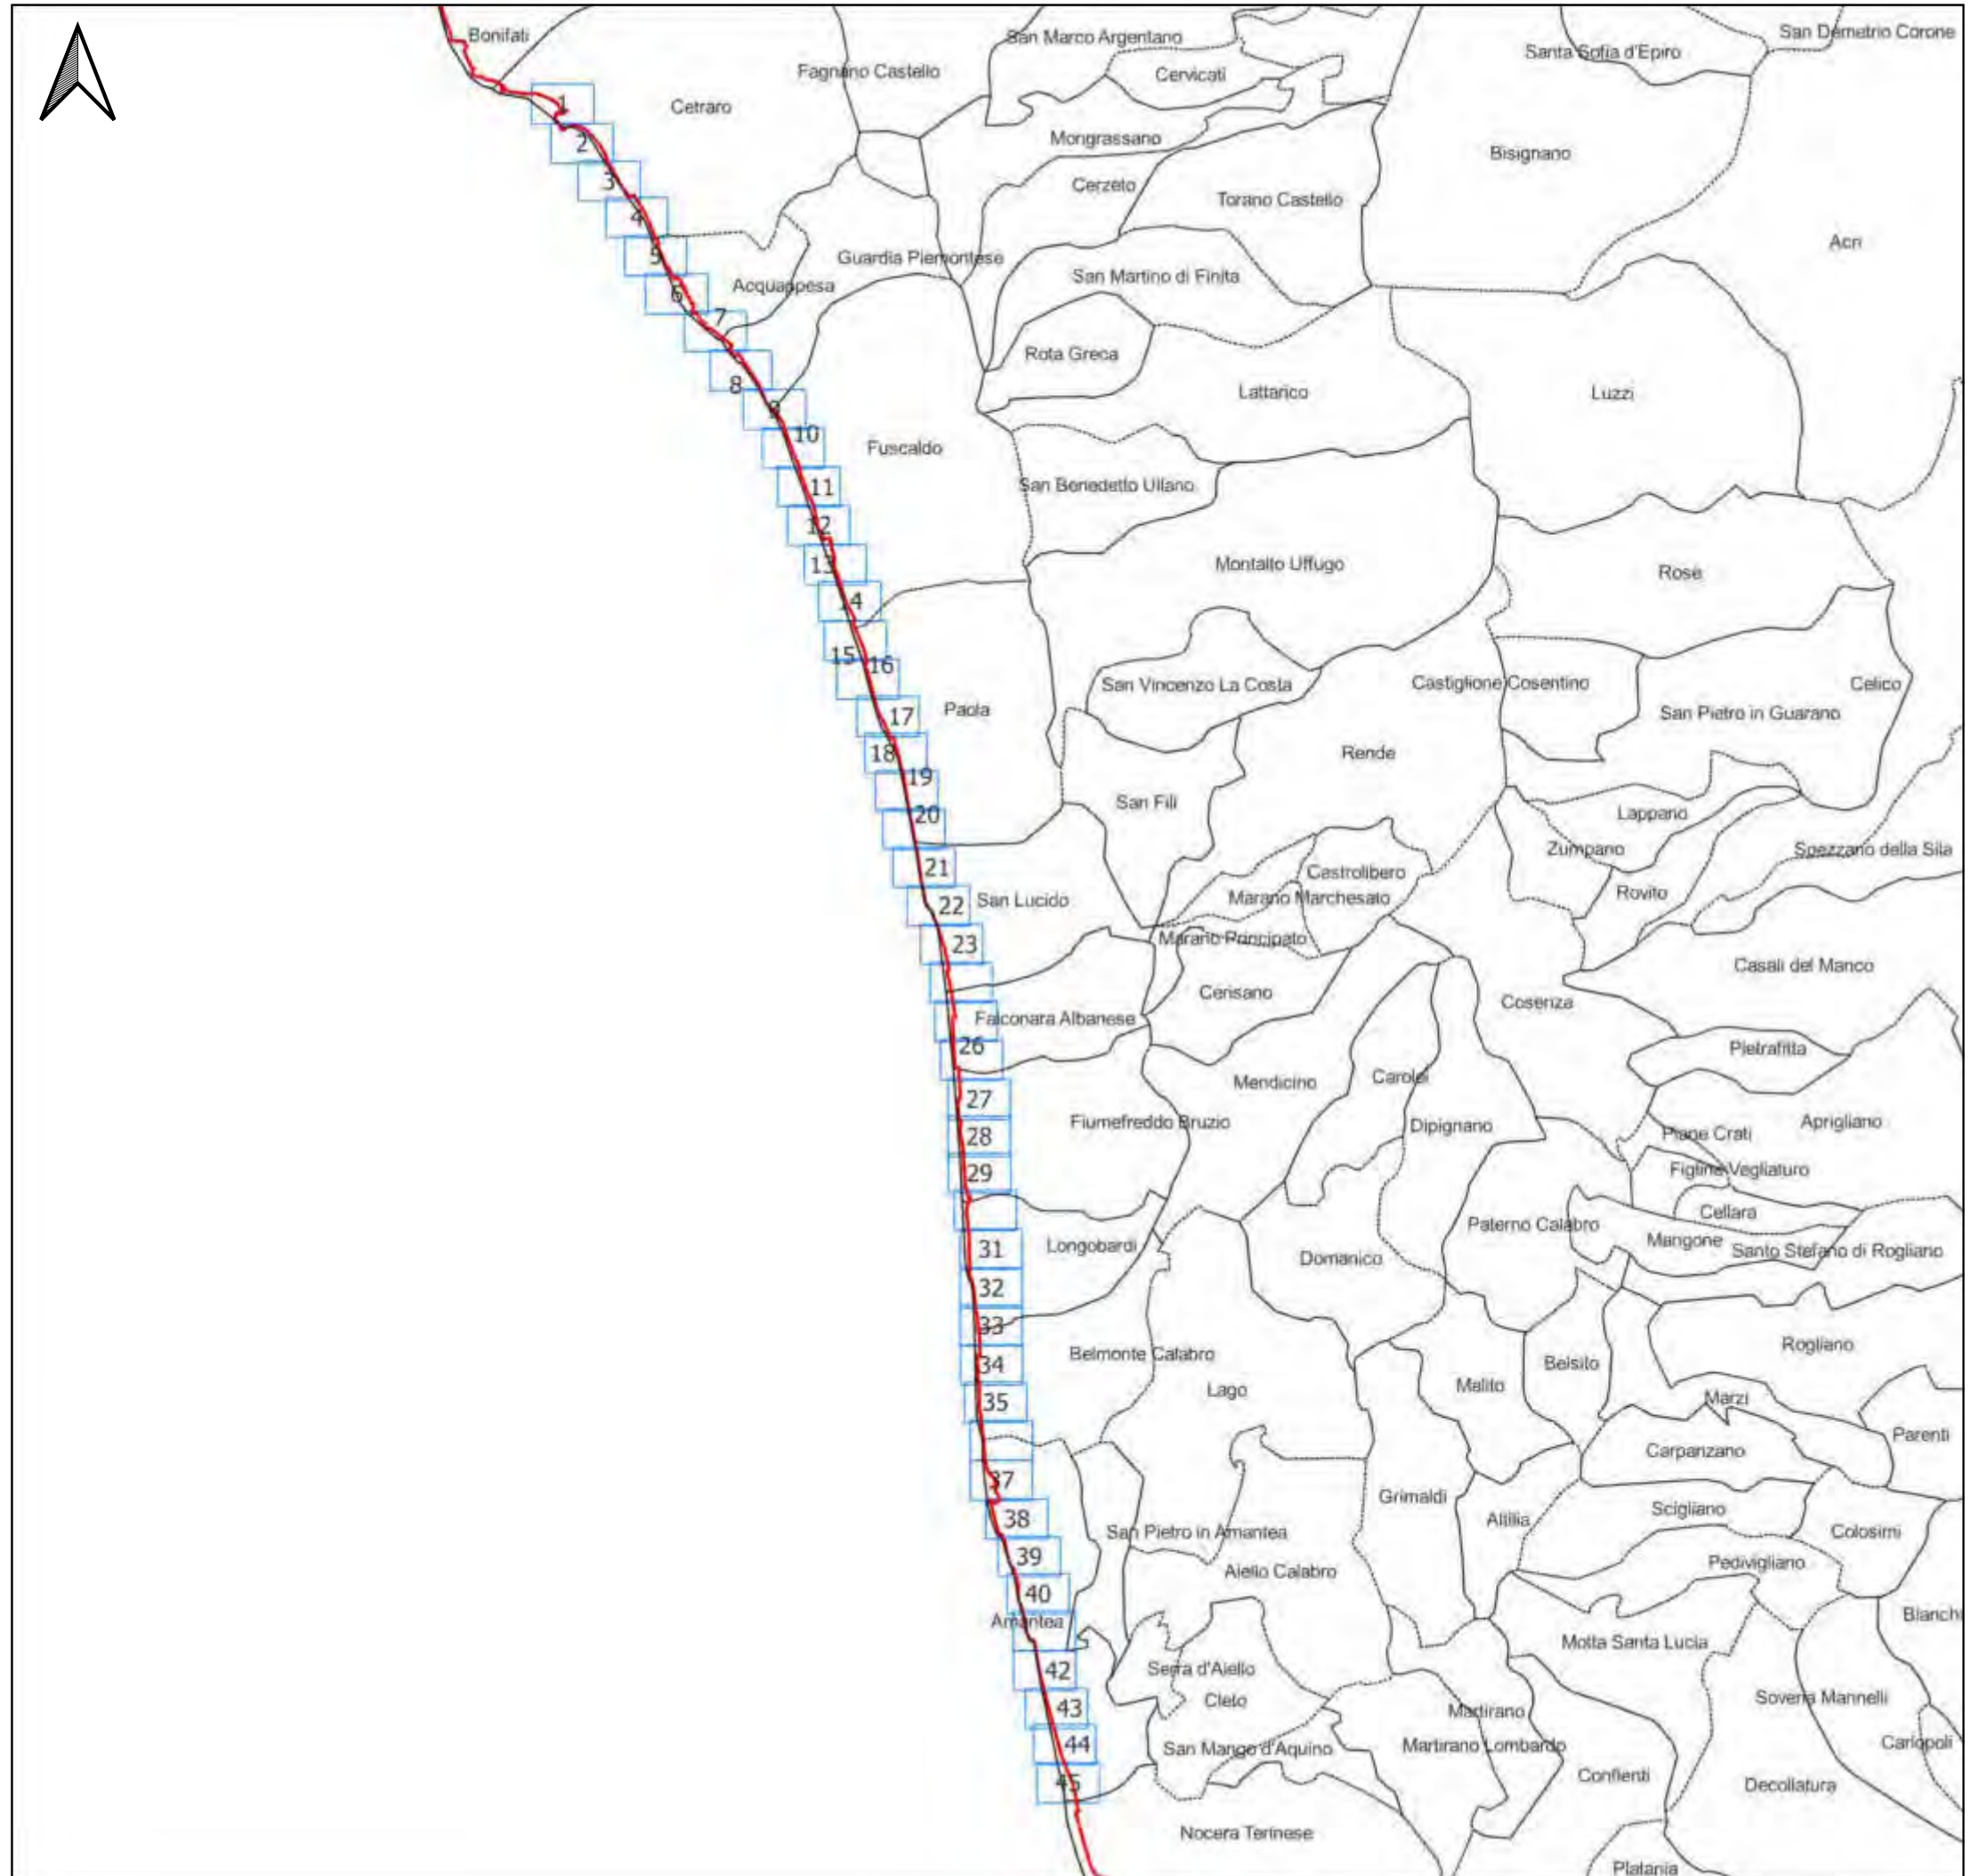 Bonifati
San Marco Argentano
Santa Sofia d'Epiro
San Demetrio Corone
Fagnano Castello
Cervicati
Cetraro
1
2
Mongrassano
Bisignano
3
Cerzeto
Torano Castello
4
Acri
5
Guardia Piemontese
San Martino di Finita
Acquappesa
6
7
Rota Greca
8
Lattarico
Luzzi
9
10
Fuscaldo
11
San Benedetto Ullano
12
13
Montalto Uffugo
Rose
14
15
16
San Vincenzo La Costa
Castiglione Cosentino
Celico
17
Paola
San Pietro in Guarano
18
Rende
19
San Fili
20
Lappano
Zumpano
Spezzano della Sila
21
Castrolibero
Rovito
22
San Lucido
Marano Marchesato
23
Marano Principato
Casali del Manco
Cerisano
Cosenza
Falconara Albanese
26
Pietrafitta
Mendicino
Carolei
27
Fiumefreddo Bruzio
Dipignano
Aprigliano
28
Piane Crati
29
Figline Vegliaturo
Cellara
Paterno Calabro
31
Longobardi
Mangone
Santo Stefano di Rogliano
Domanico
32
33
Rogliano
34
Belmonte Calabro
Belsito
Lago
Malito
35
Marzi
Parenti
Carpanzano
37
Grimaldi
38
Altilia
Scigliano
San Pietro in Amantea
Colosimi
39
Aiello Calabro
Pedivigliano
40
Amantea
Bianchi
Motta Santa Lucia
42
Serra d'Aiello
43
Cleto
Soveria Mannelli
Martirano
44
San Mango d'Aquino
Martirano Lombardo
Carlopoli
45
Conflenti
Decollatura
Nocera Terinese
Platania